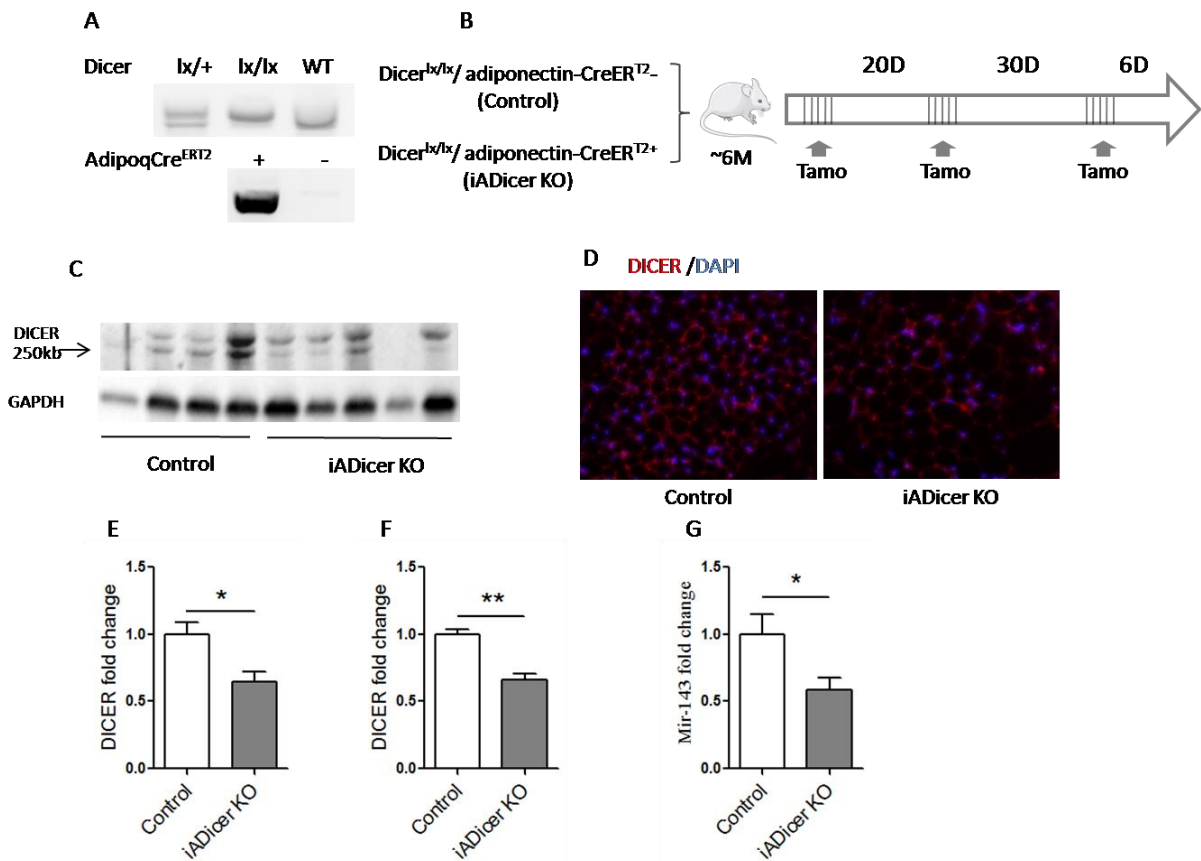 A
Dicer lx/+ lx/lx WT
AdipoqCreERT2 + -
B
Dicerlx/lx/ adiponectin-CreERT2-
(Control)
Dicerlx/lx/ adiponectin-CreERT2+
(iADicer KO)
~6M
20D 30D 6D
Tamo Tamo Tamo
C
DICER
250kb
GAPDH
Control iADicer KO
D
DICER /DAPI
Control iADicer KO
E
DICER fold change
1.5
1.0
0.5
0.0
*
Control iADicer KO
F
DICER fold change
1.5
1.0
0.5
0.0
**
Control iADicer KO
G
Mir-143 fold change
1.5
1.0
0.5
0.0
*
Control iADicer KO